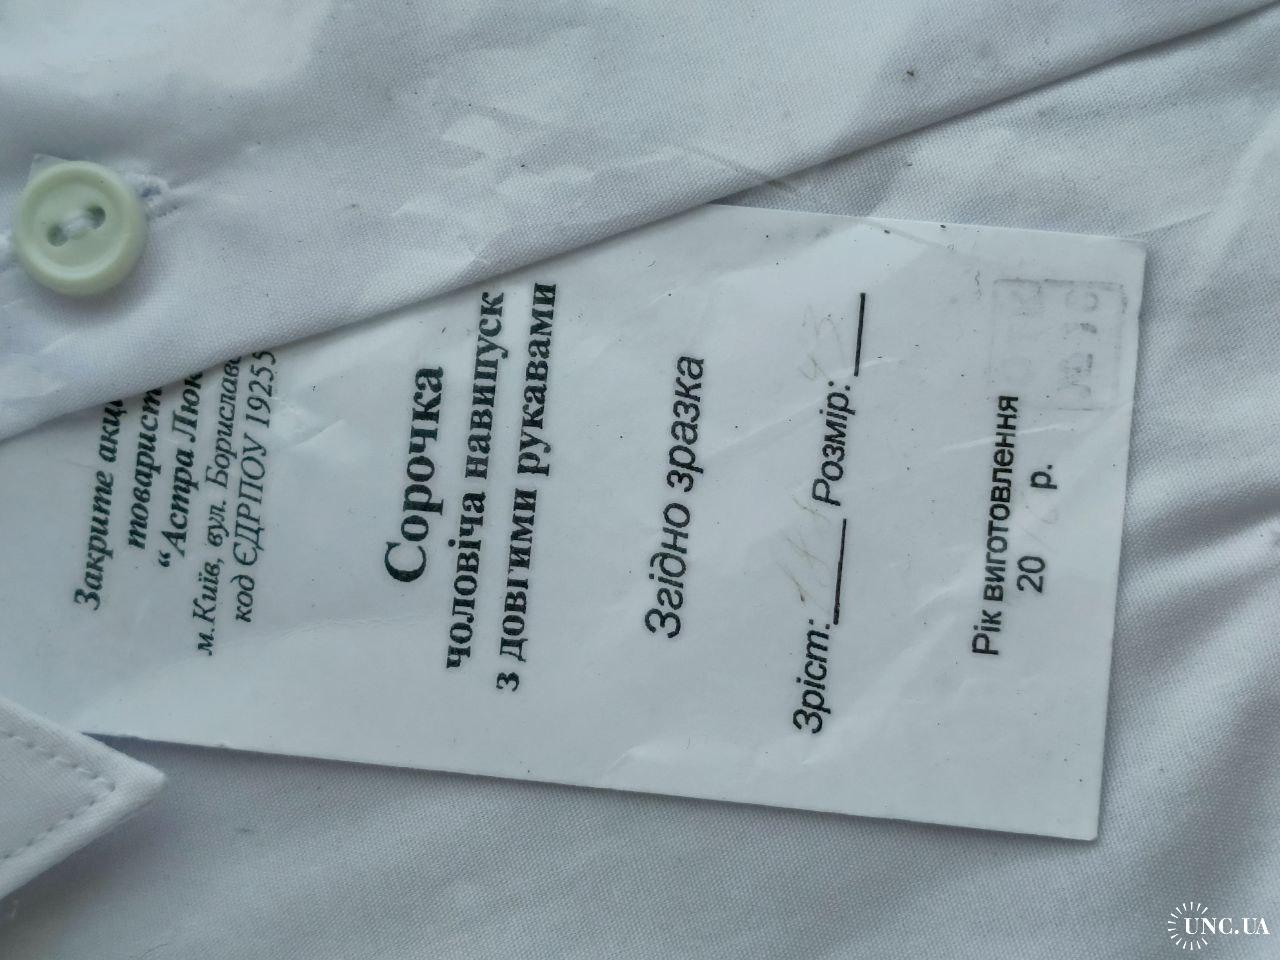 Закрите акц
товарист
“Астра Люк
м.Київ, вул. Бориславс
код ЄДРПОУ 19255
Сорочка
чоловіча навипуск
з довгими рукавами
Згідно зразка
Зріст: Розмір: 43
Рік виготовлення
20 р.
UNC.UA